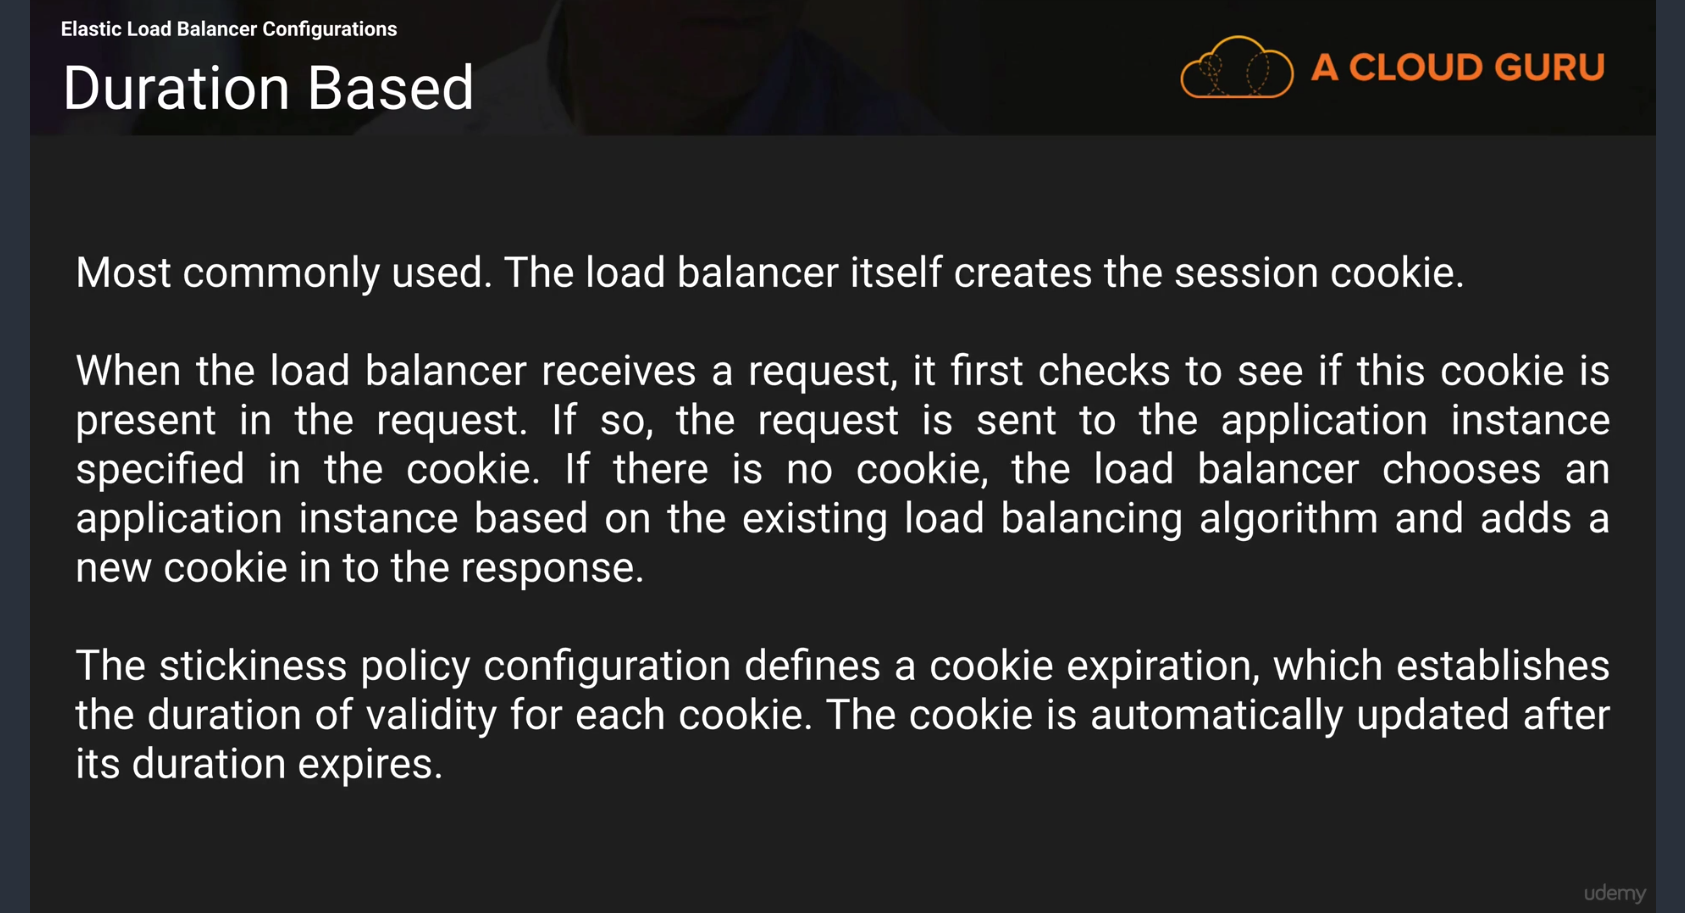 Elastic Load Balancer Configurations
Duration Based
A CLOUD GURU
Most commonly used. The load balancer itself creates the session cookie.
When the load balancer receives a request, it first checks to see if this cookie is
present in the request. If so, the request is sent to the application instance
specified in the cookie. If there is no cookie, the load balancer chooses an
application instance based on the existing load balancing algorithm and adds a
new cookie in to the response.
The stickiness policy configuration defines a cookie expiration, which establishes
the duration of validity for each cookie. The cookie is automatically updated after
its duration expires.
udemy